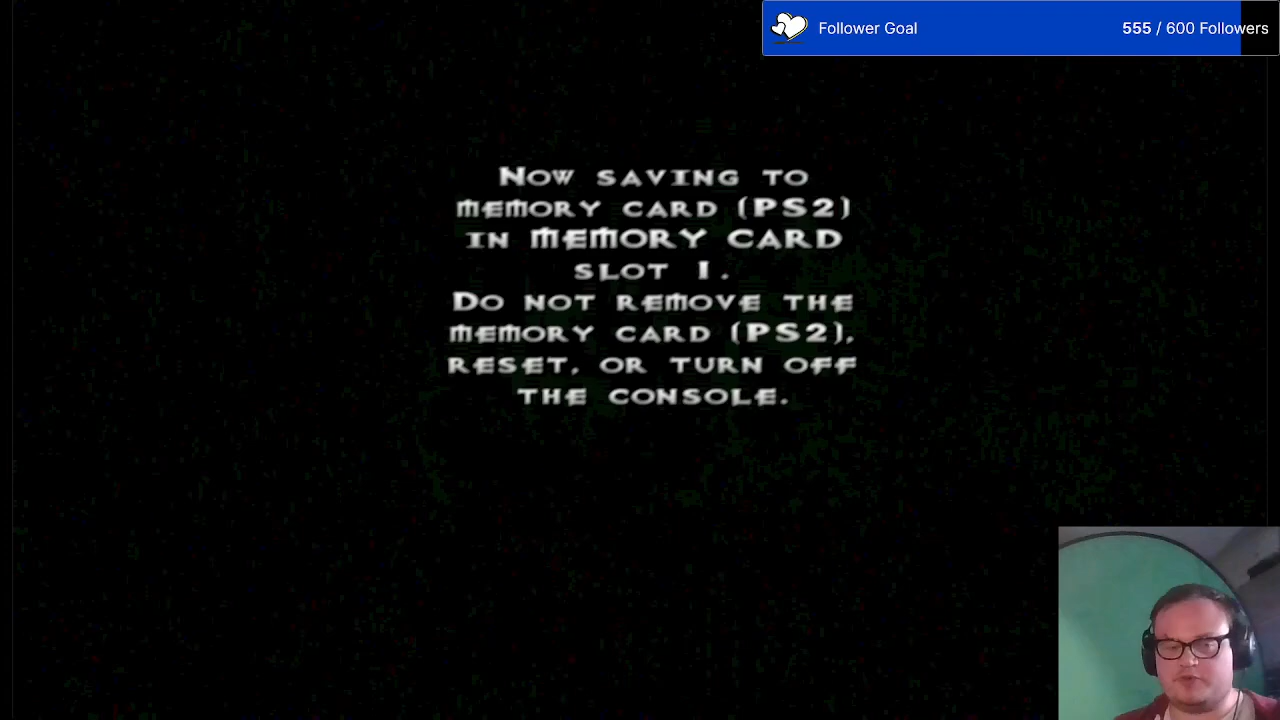 Follower Goal 555 / 600 Followers
NOW SAVING TO
MEMORY CARD (PS2)
IN MEMORY CARD
SLOT 1.
DO NOT REMOVE THE
MEMORY CARD (PS2),
RESET, OR TURN OFF
THE CONSOLE.